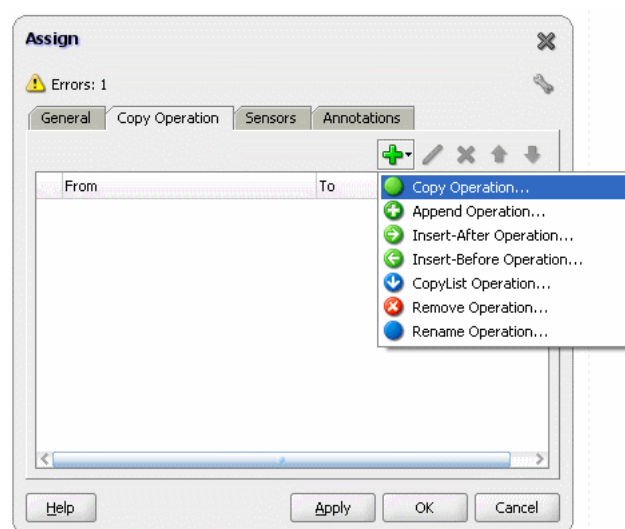 Assign
Errors: 1
General Copy Operation Sensors Annotations
From To
Copy Operation...
Append Operation...
Insert-After Operation...
Insert-Before Operation...
CopyList Operation...
Remove Operation...
Rename Operation...
Help Apply OK Cancel